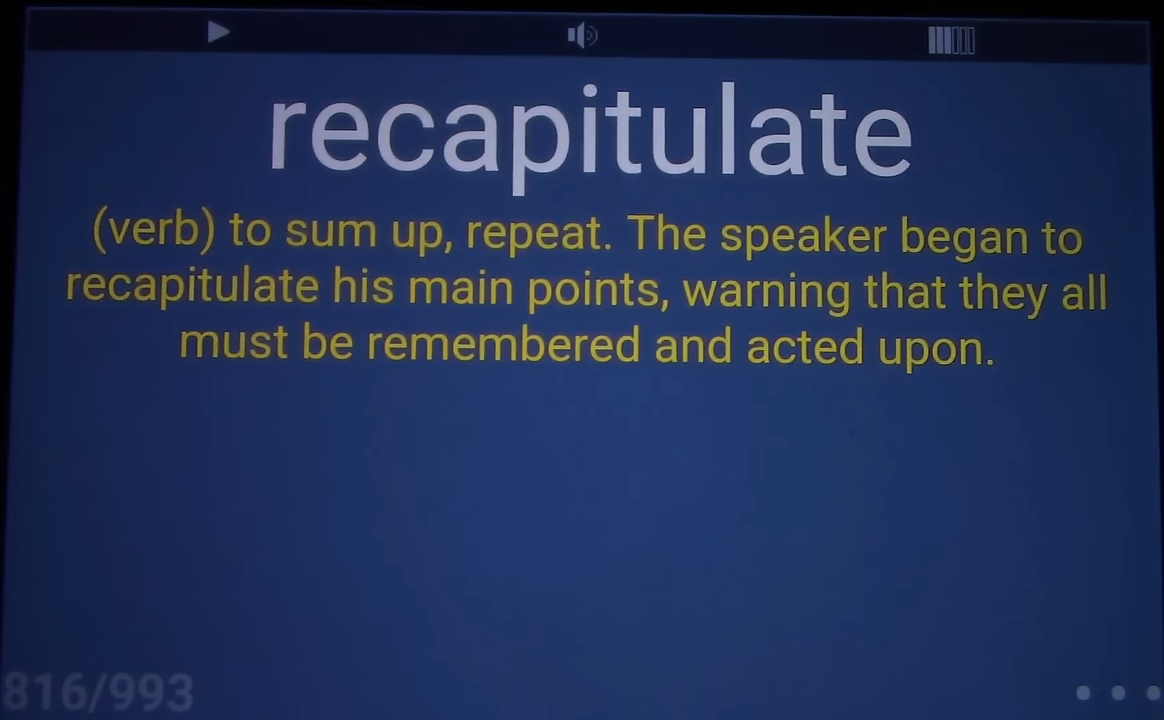 recapitulate
(verb) to sum up, repeat. The speaker began to
recapitulate his main points, warning that they all
must be remembered and acted upon.
816/993